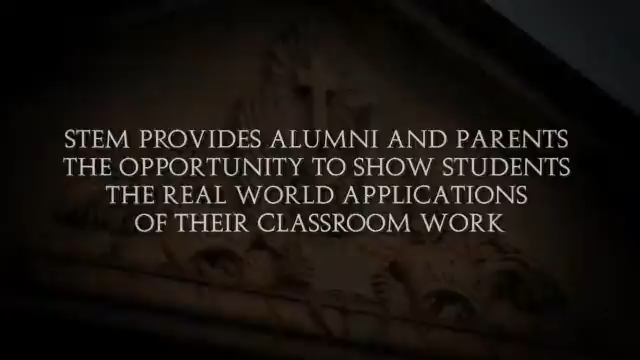 STEM PROVIDES ALUMNI AND PARENTS
THE OPPORTUNITY TO SHOW STUDENTS
THE REAL WORLD APPLICATIONS
OF THEIR CLASSROOM WORK